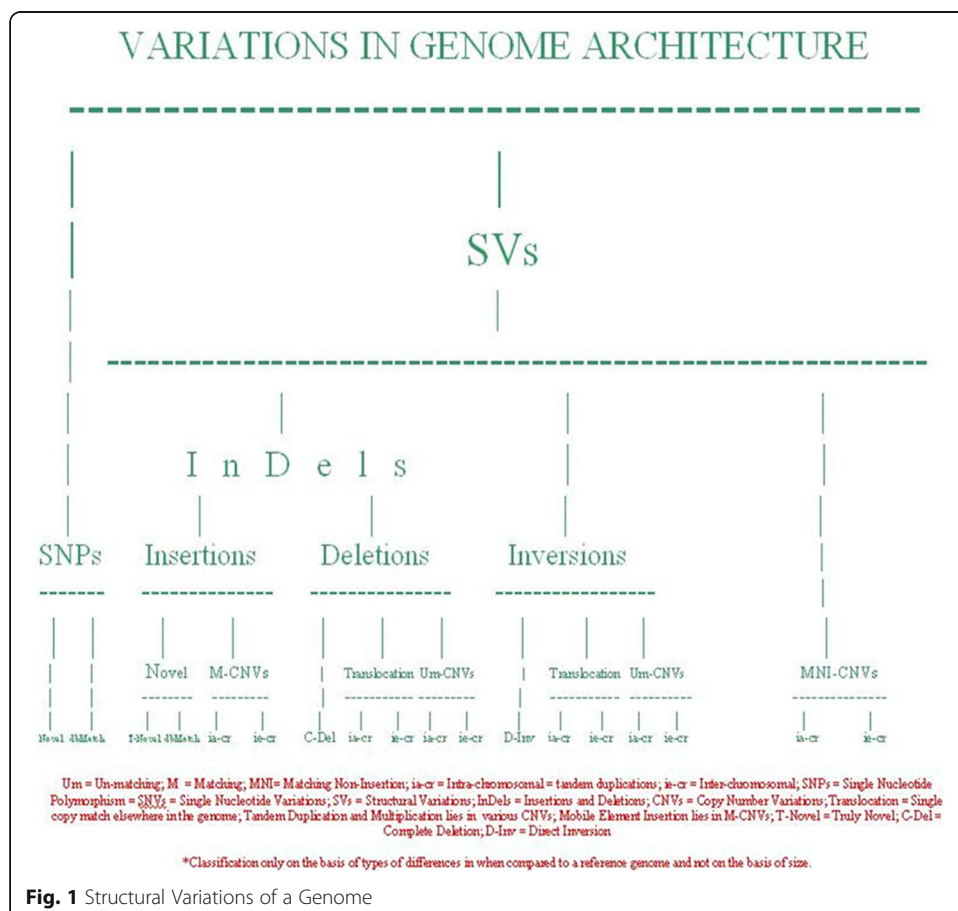 VARIATIONS IN GENOME ARCHITECTURE
SVs
I n D e l s
SNPs Insertions Deletions Inversions
Novel M-CNVs Translocation Um-CNVs Translocation Um-CNVs MNI-CNVs
Novel dbMatch T-Novel dbMatch ia-cr ie-cr C-Del ia-cr ie-cr ia-cr ie-cr D-Inv ia-cr ie-cr ia-cr ie-cr ia-cr ie-cr
Um = Un-matching; M = Matching; MNI= Matching Non-Insertion; ia-cr = Intra-chromosomal = tandem duplications; ie-cr = Inter-chromosomal; SNPs = Single Nucleotide
Polymorphism = SNVs = Single Nucleotide Variations; SVs = Structural Variations; InDels = Insertions and Deletions; CNVs = Copy Number Variations; Translocation = Single
copy match elsewhere in the genome; Tandem Duplication and Multiplication lies in various CNVs; Mobile Element Insertion lies in M-CNVs; T-Novel = Truly Novel; C-Del =
Complete Deletion; D-Inv = Direct Inversion
*Classification only on the basis of types of differences in when compared to a reference genome and not on the basis of size.
Fig. 1 Structural Variations of a Genome